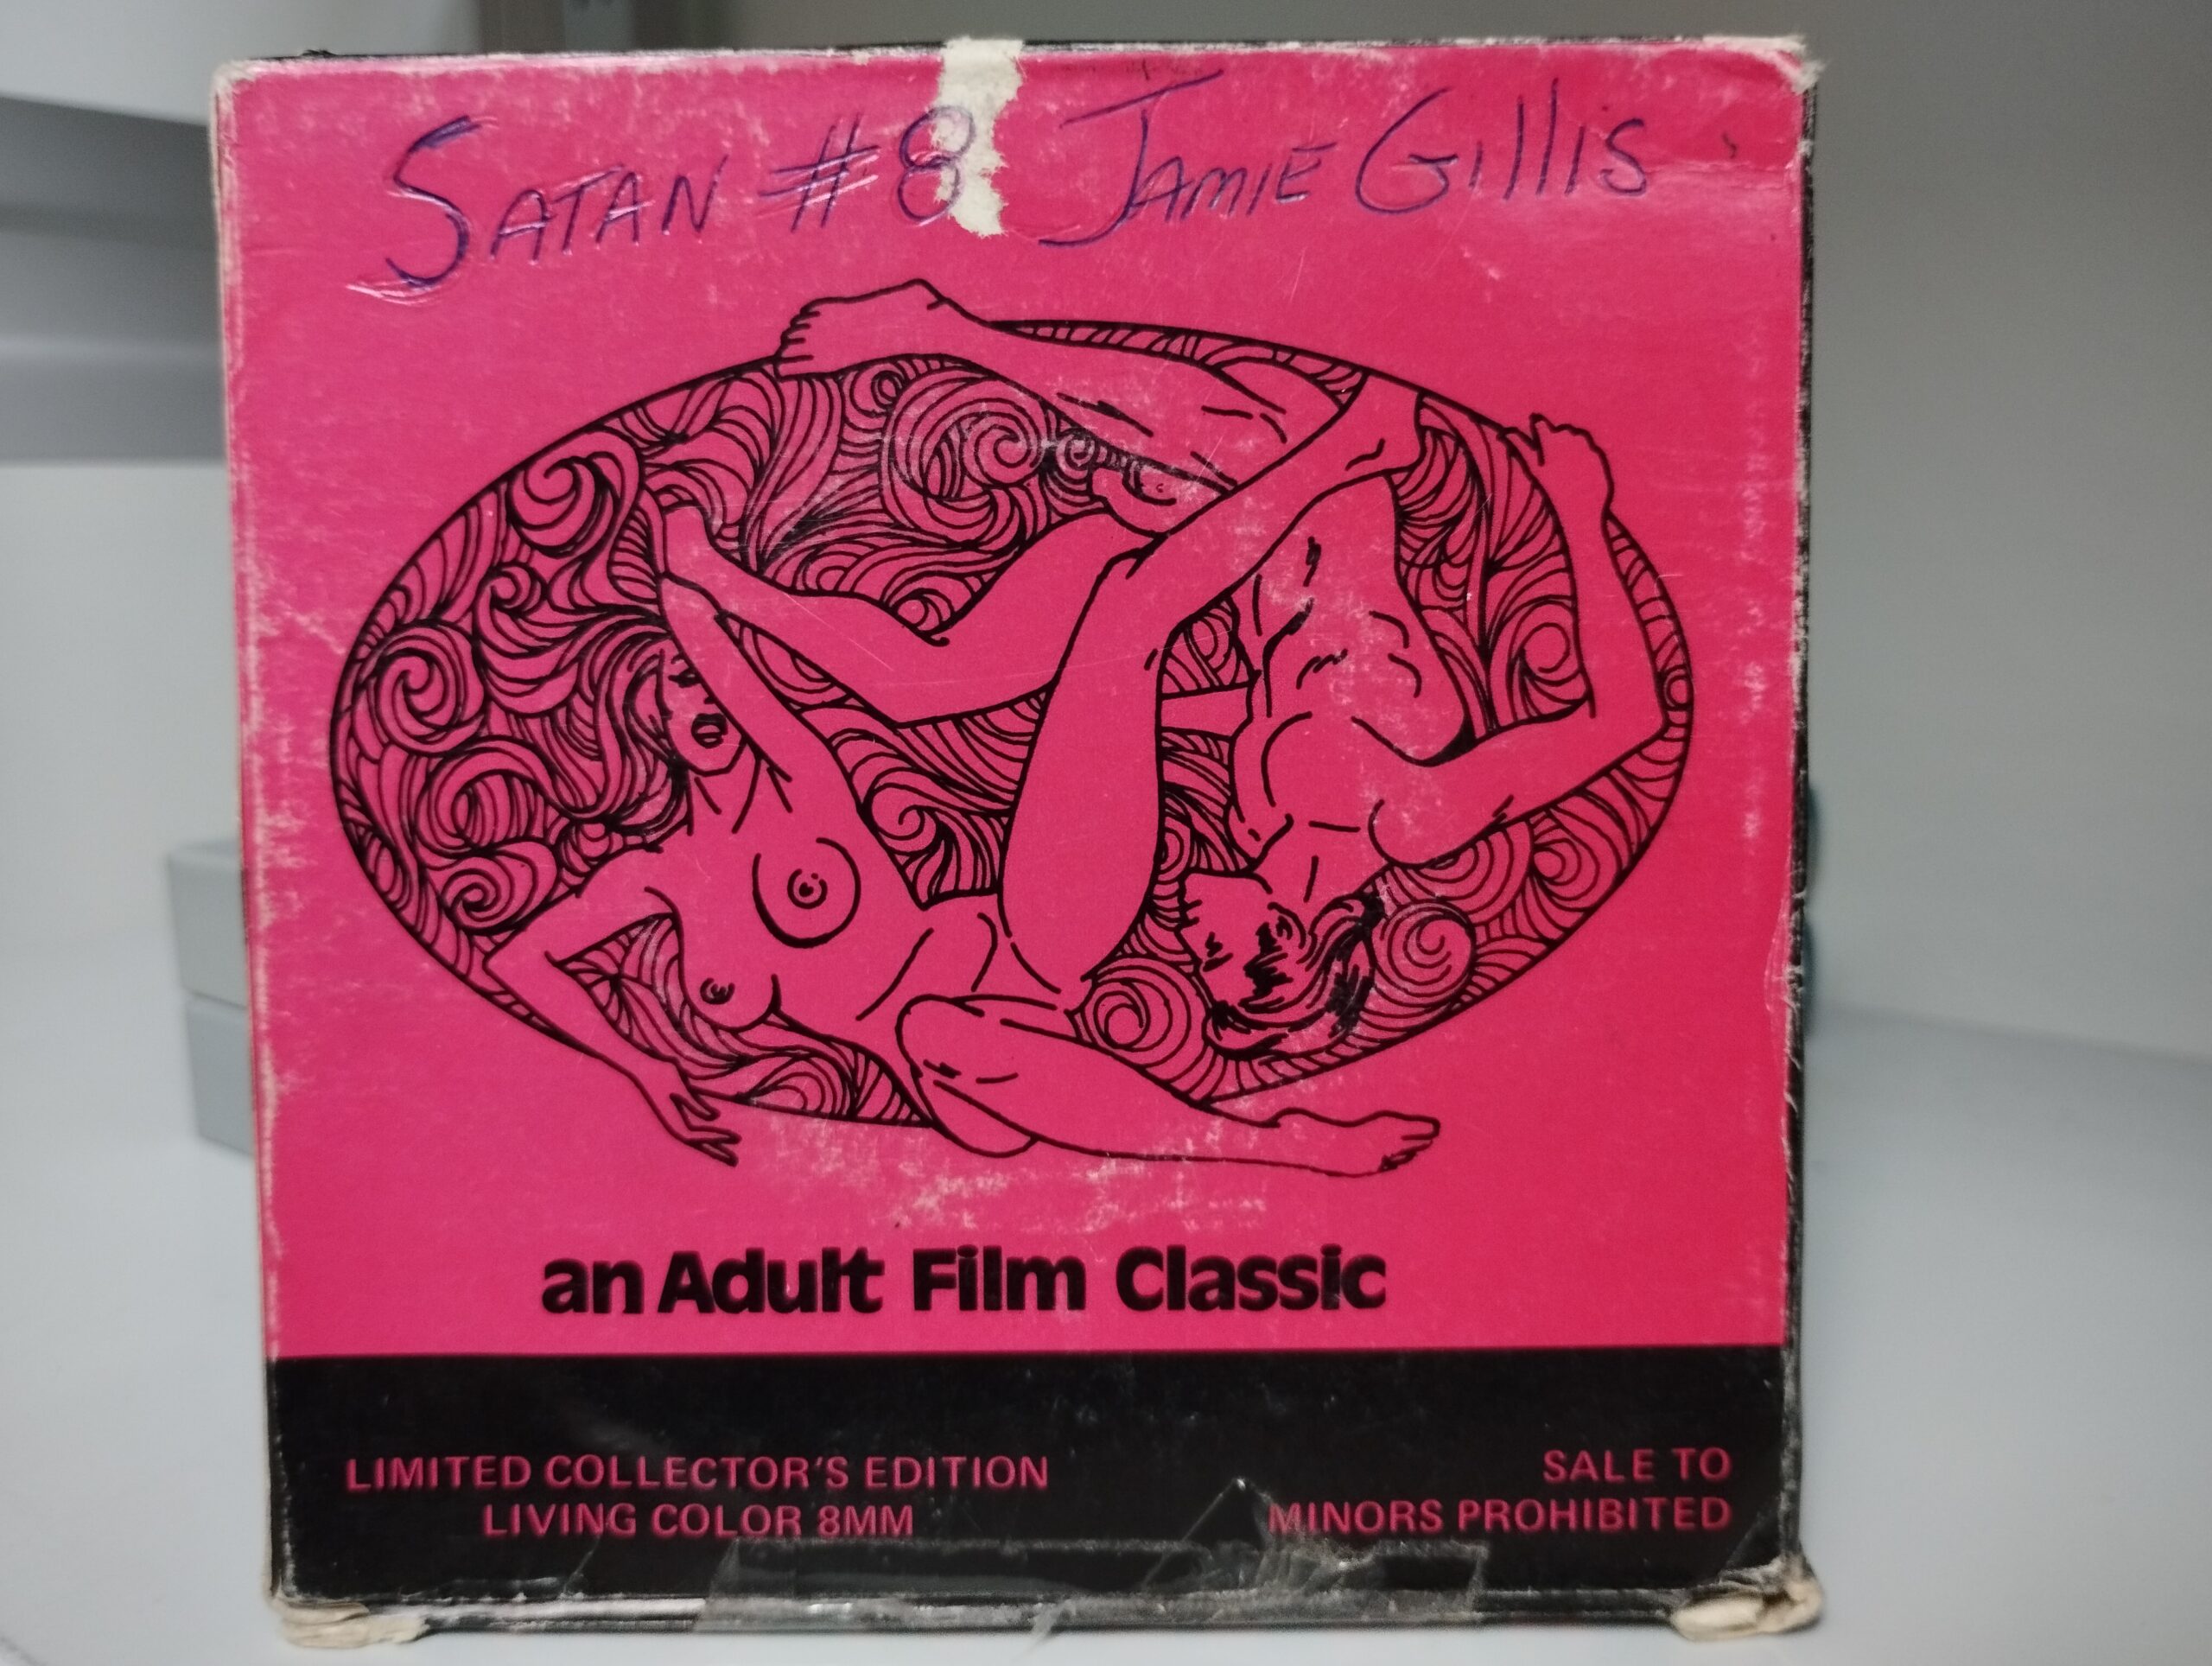 SATAN #8 JAMIE GIllIS
an Adult Film Classic
LIMITED COLLECTOR'S EDITION
LIVING COLOR 8MM
SALE TO
MINORS PROHIBITED